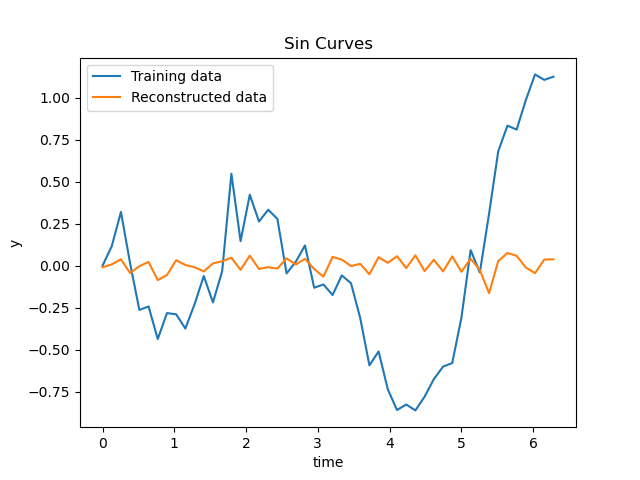 Sin Curves
Training data
Reconstructed data
1.00
0.75
0.50
0.25
0.00
−0.25
−0.50
−0.75
y
0 1 2 3 4 5 6
time